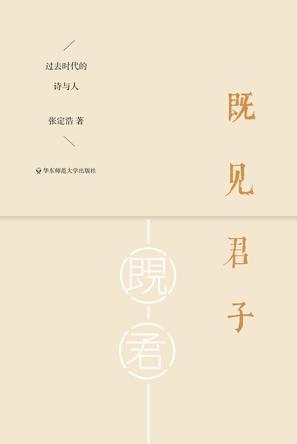 过去时代的
诗与人
张定浩 著
华东师范大学出版社
既见君子
既
君